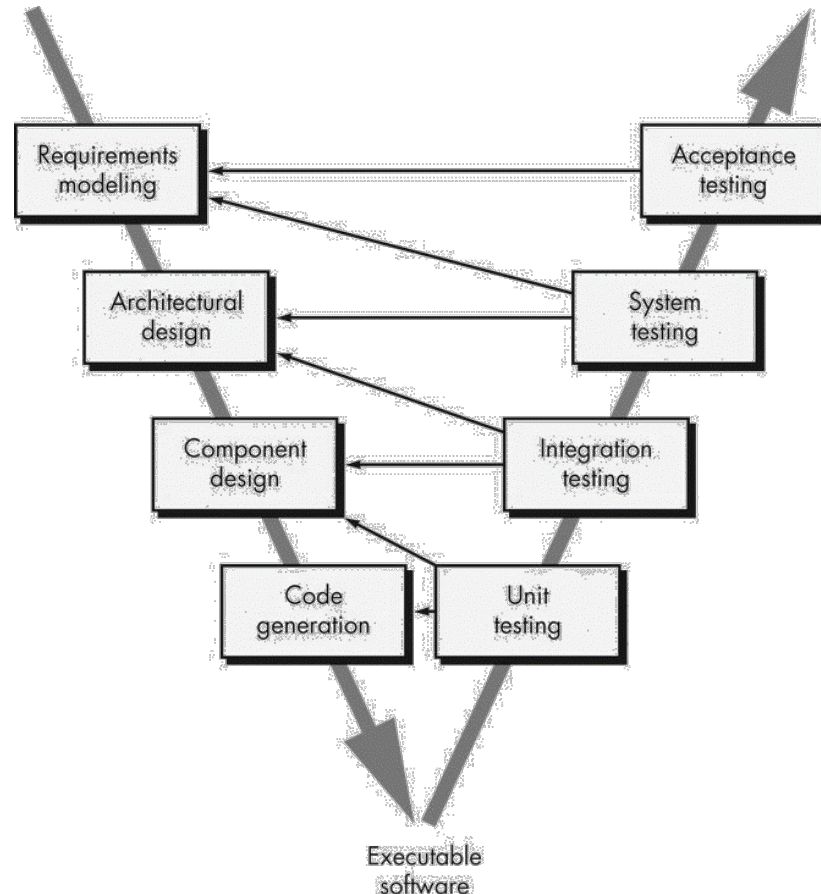 Requirements
modeling
Acceptance
testing
Architectural
design
System
testing
Component
design
Integration
testing
Code
generation
Unit
testing
Executable
software